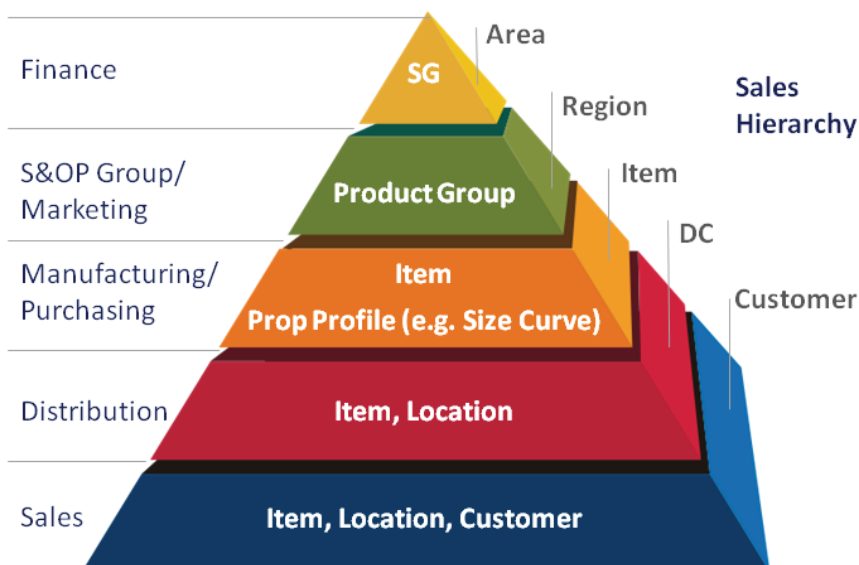 Finance
SG
Area
Sales
Hierarchy
Region
S&OP Group/
Marketing
Product Group
Item
Manufacturing/
Purchasing
Item
Prop Profile (e.g. Size Curve)
DC
Distribution
Item, Location
Customer
Sales
Item, Location, Customer